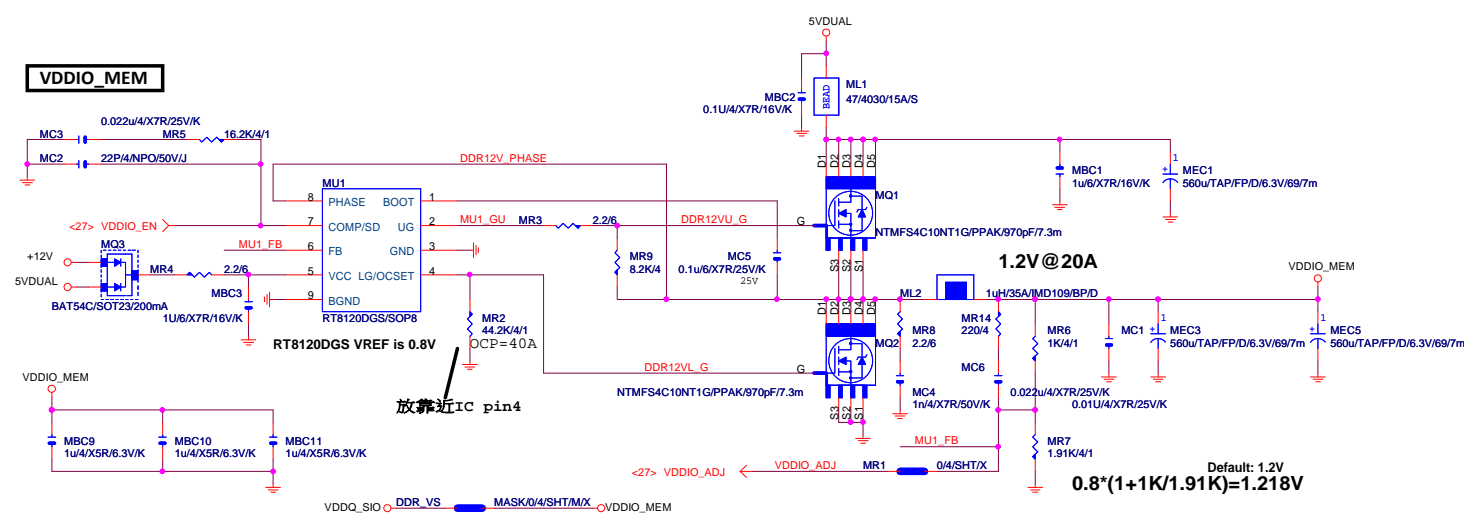 5VDUAL
VDDIO_MEM
MBC2
0.1U/4/X7R/16V/K
BEAD
ML1
47/4030/15A/S
0.022u/4/X7R/25V/K
MC3
MR5
16.2K/4/1
MC2
22P/4/NPO/50V/J
DDR12V_PHASE
D1
D2
D3
D4
D5
MBC1
1u/6/X7R/16V/K
1
+
MEC1
560u/TAP/FP/D/6.3V/69/7m
MU1
8
PHASE
BOOT
1
MQ1
<27> VDDIO_EN
7
COMP/SD
UG
2
MU1_GU
MR3
2.2/6
DDR12VU_G
G
NTMFS4C10NT1G/PPAK/970pF/7.3m
MU1_FB
6
FB
GND
3
MQ3
+12V
5VDUAL
BAT54C/SOT23/200mA
MR4
2.2/6
5
VCC
LG/OCSET
4
MR9
8.2K/4
MC5
0.1u/6/X7R/25V/K
25V
S3
S2
S1
1.2V@20A
VDDIO_MEM
MBC3
1U/6/X7R/16V/K
9
BGND
RT8120DGS/SOP8
ML2
1uH/35A/IMD109/BP/D
D1
D2
D3
D4
D5
RT8120DGS VREF is 0.8V
MR2
44.2K/4/1
OCP=40A
MQ2
MR8
2.2/6
MR14
220/4
MR6
1K/4/1
MC1
1
+
MEC3
560u/TAP/FP/D/6.3V/69/7m
1
+
MEC5
560u/TAP/FP/D/6.3V/69/7m
DDR12VL_G
G
NTMFS4C10NT1G/PPAK/970pF/7.3m
MC4
1n/4/X7R/50V/K
MC6
0.022u/4/X7R/25V/K
0.01U/4/X7R/25V/K
VDDIO_MEM
放靠近IC pin4
S3
S2
S1
MBC9
1u/4/X5R/6.3V/K
MBC10
1u/4/X5R/6.3V/K
MBC11
1u/4/X5R/6.3V/K
MU1_FB
MR7
1.91K/4/1
<27> VDDIO_ADJ
VDDIO_ADJ
MR1
0/4/SHT/X
Default: 1.2V
0.8*(1+1K/1.91K)=1.218V
VDDQ_SIO
DDR_VS
MASK/0/4/SHT/M/X
VDDIO_MEM